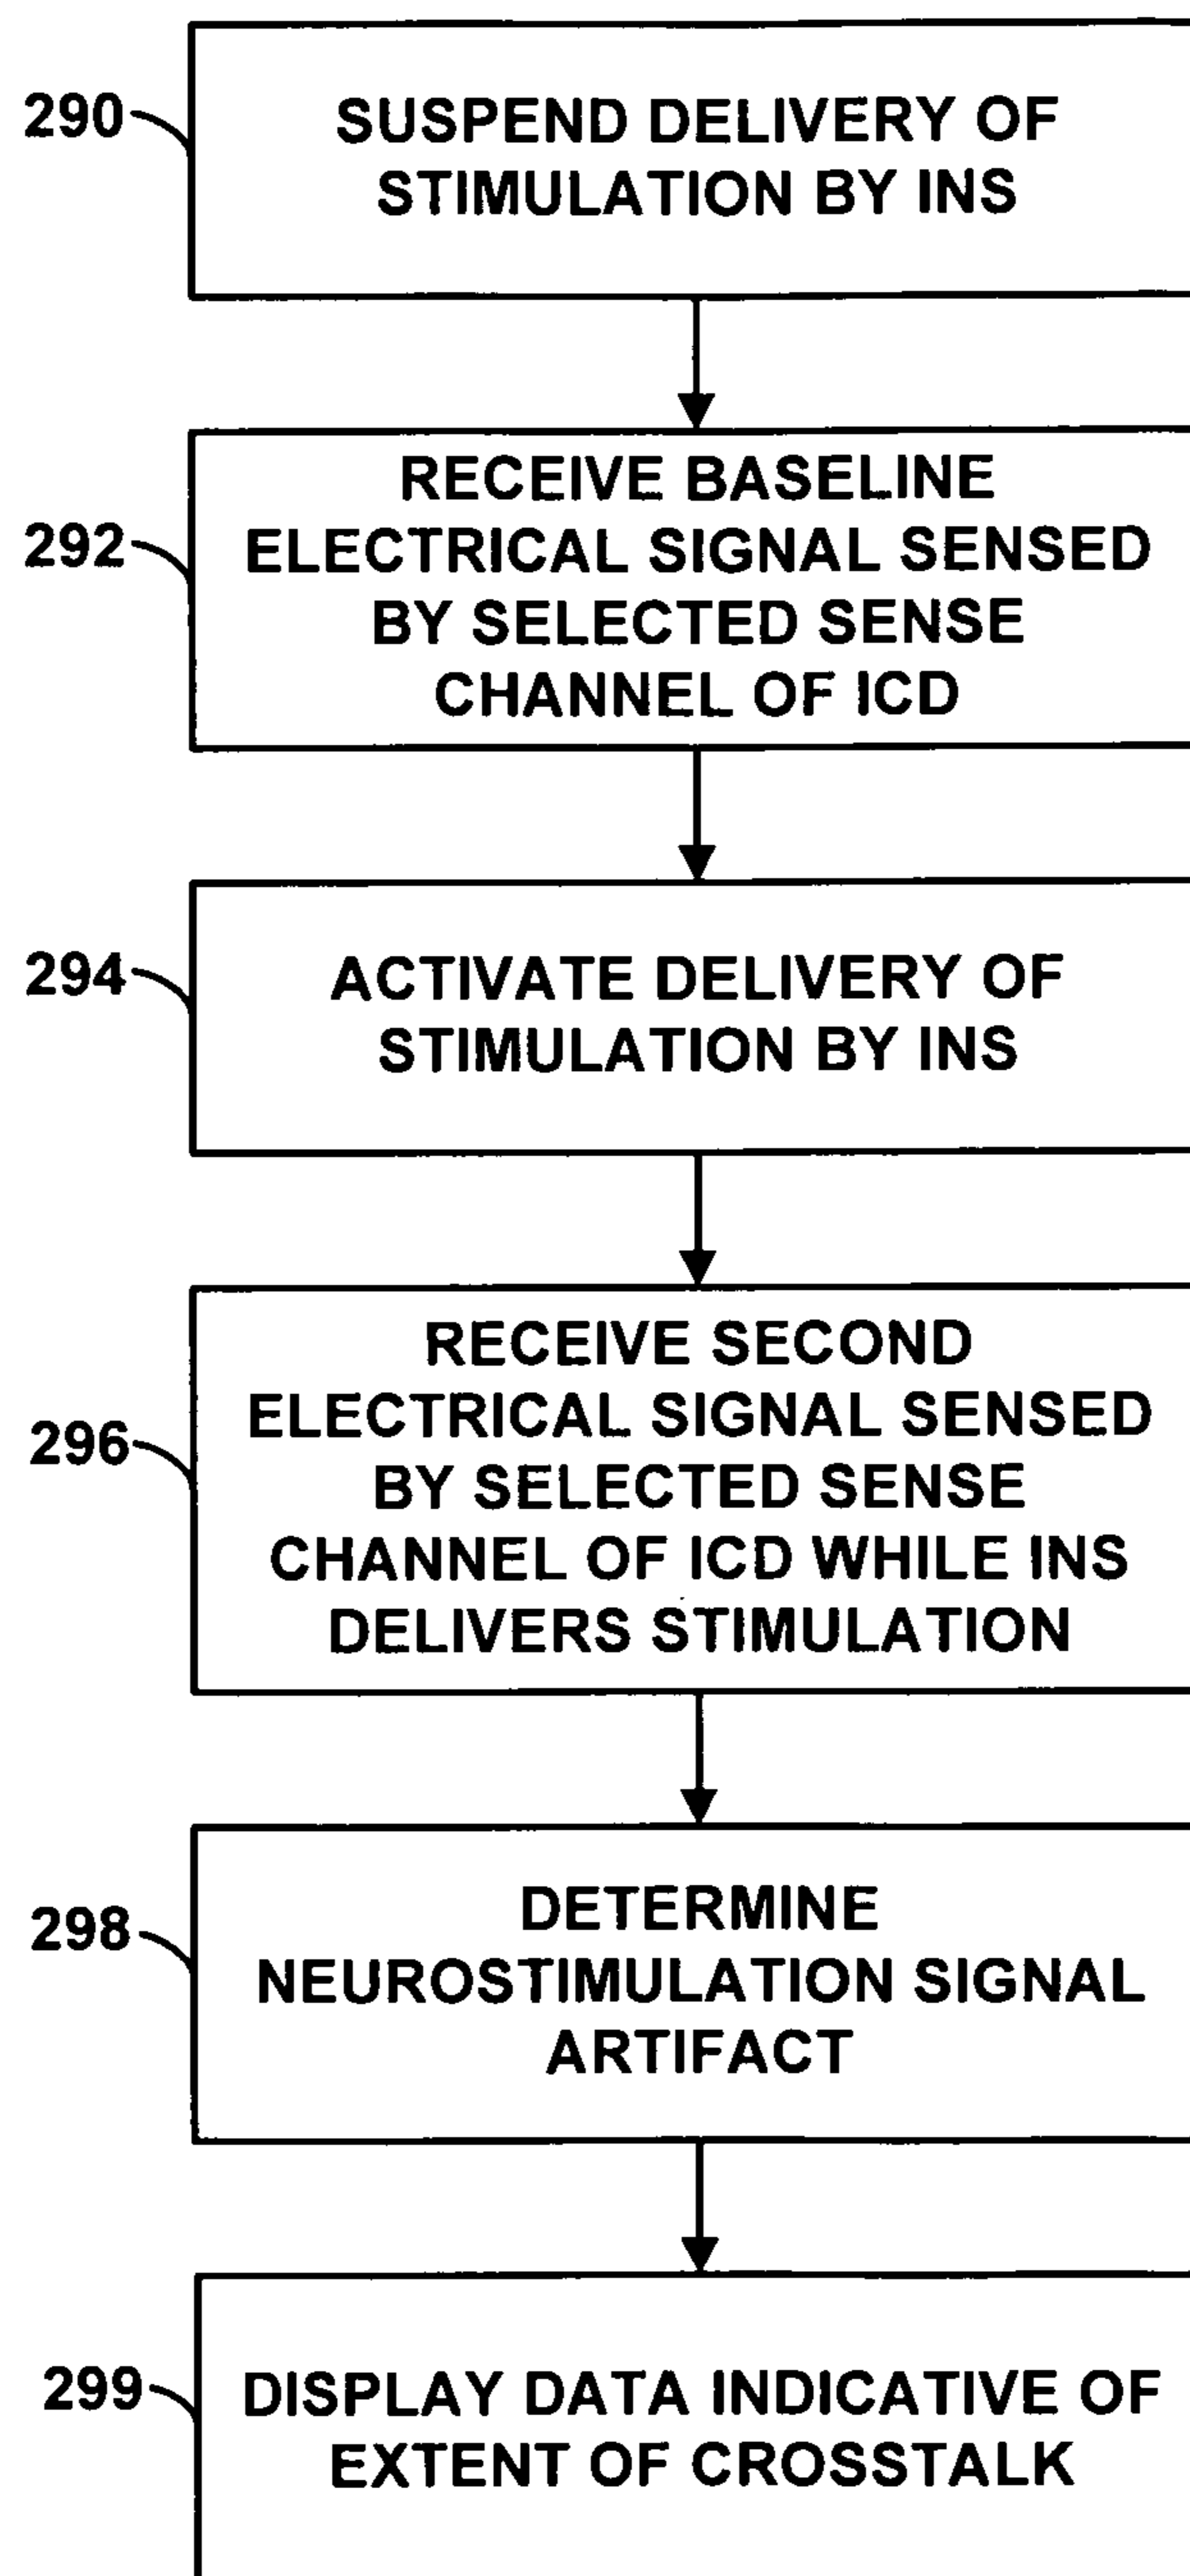 290
SUSPEND DELIVERY OF
STIMULATION BY INS
292
RECEIVE BASELINE
ELECTRICAL SIGNAL SENSED
BY SELECTED SENSE
CHANNEL OF ICD
294
ACTIVATE DELIVERY OF
STIMULATION BY INS
296
RECEIVE SECOND
ELECTRICAL SIGNAL SENSED
BY SELECTED SENSE
CHANNEL OF ICD WHILE INS
DELIVERS STIMULATION
298
DETERMINE
NEUROSTIMULATION SIGNAL
ARTIFACT
299
DISPLAY DATA INDICATIVE OF
EXTENT OF CROSSTALK